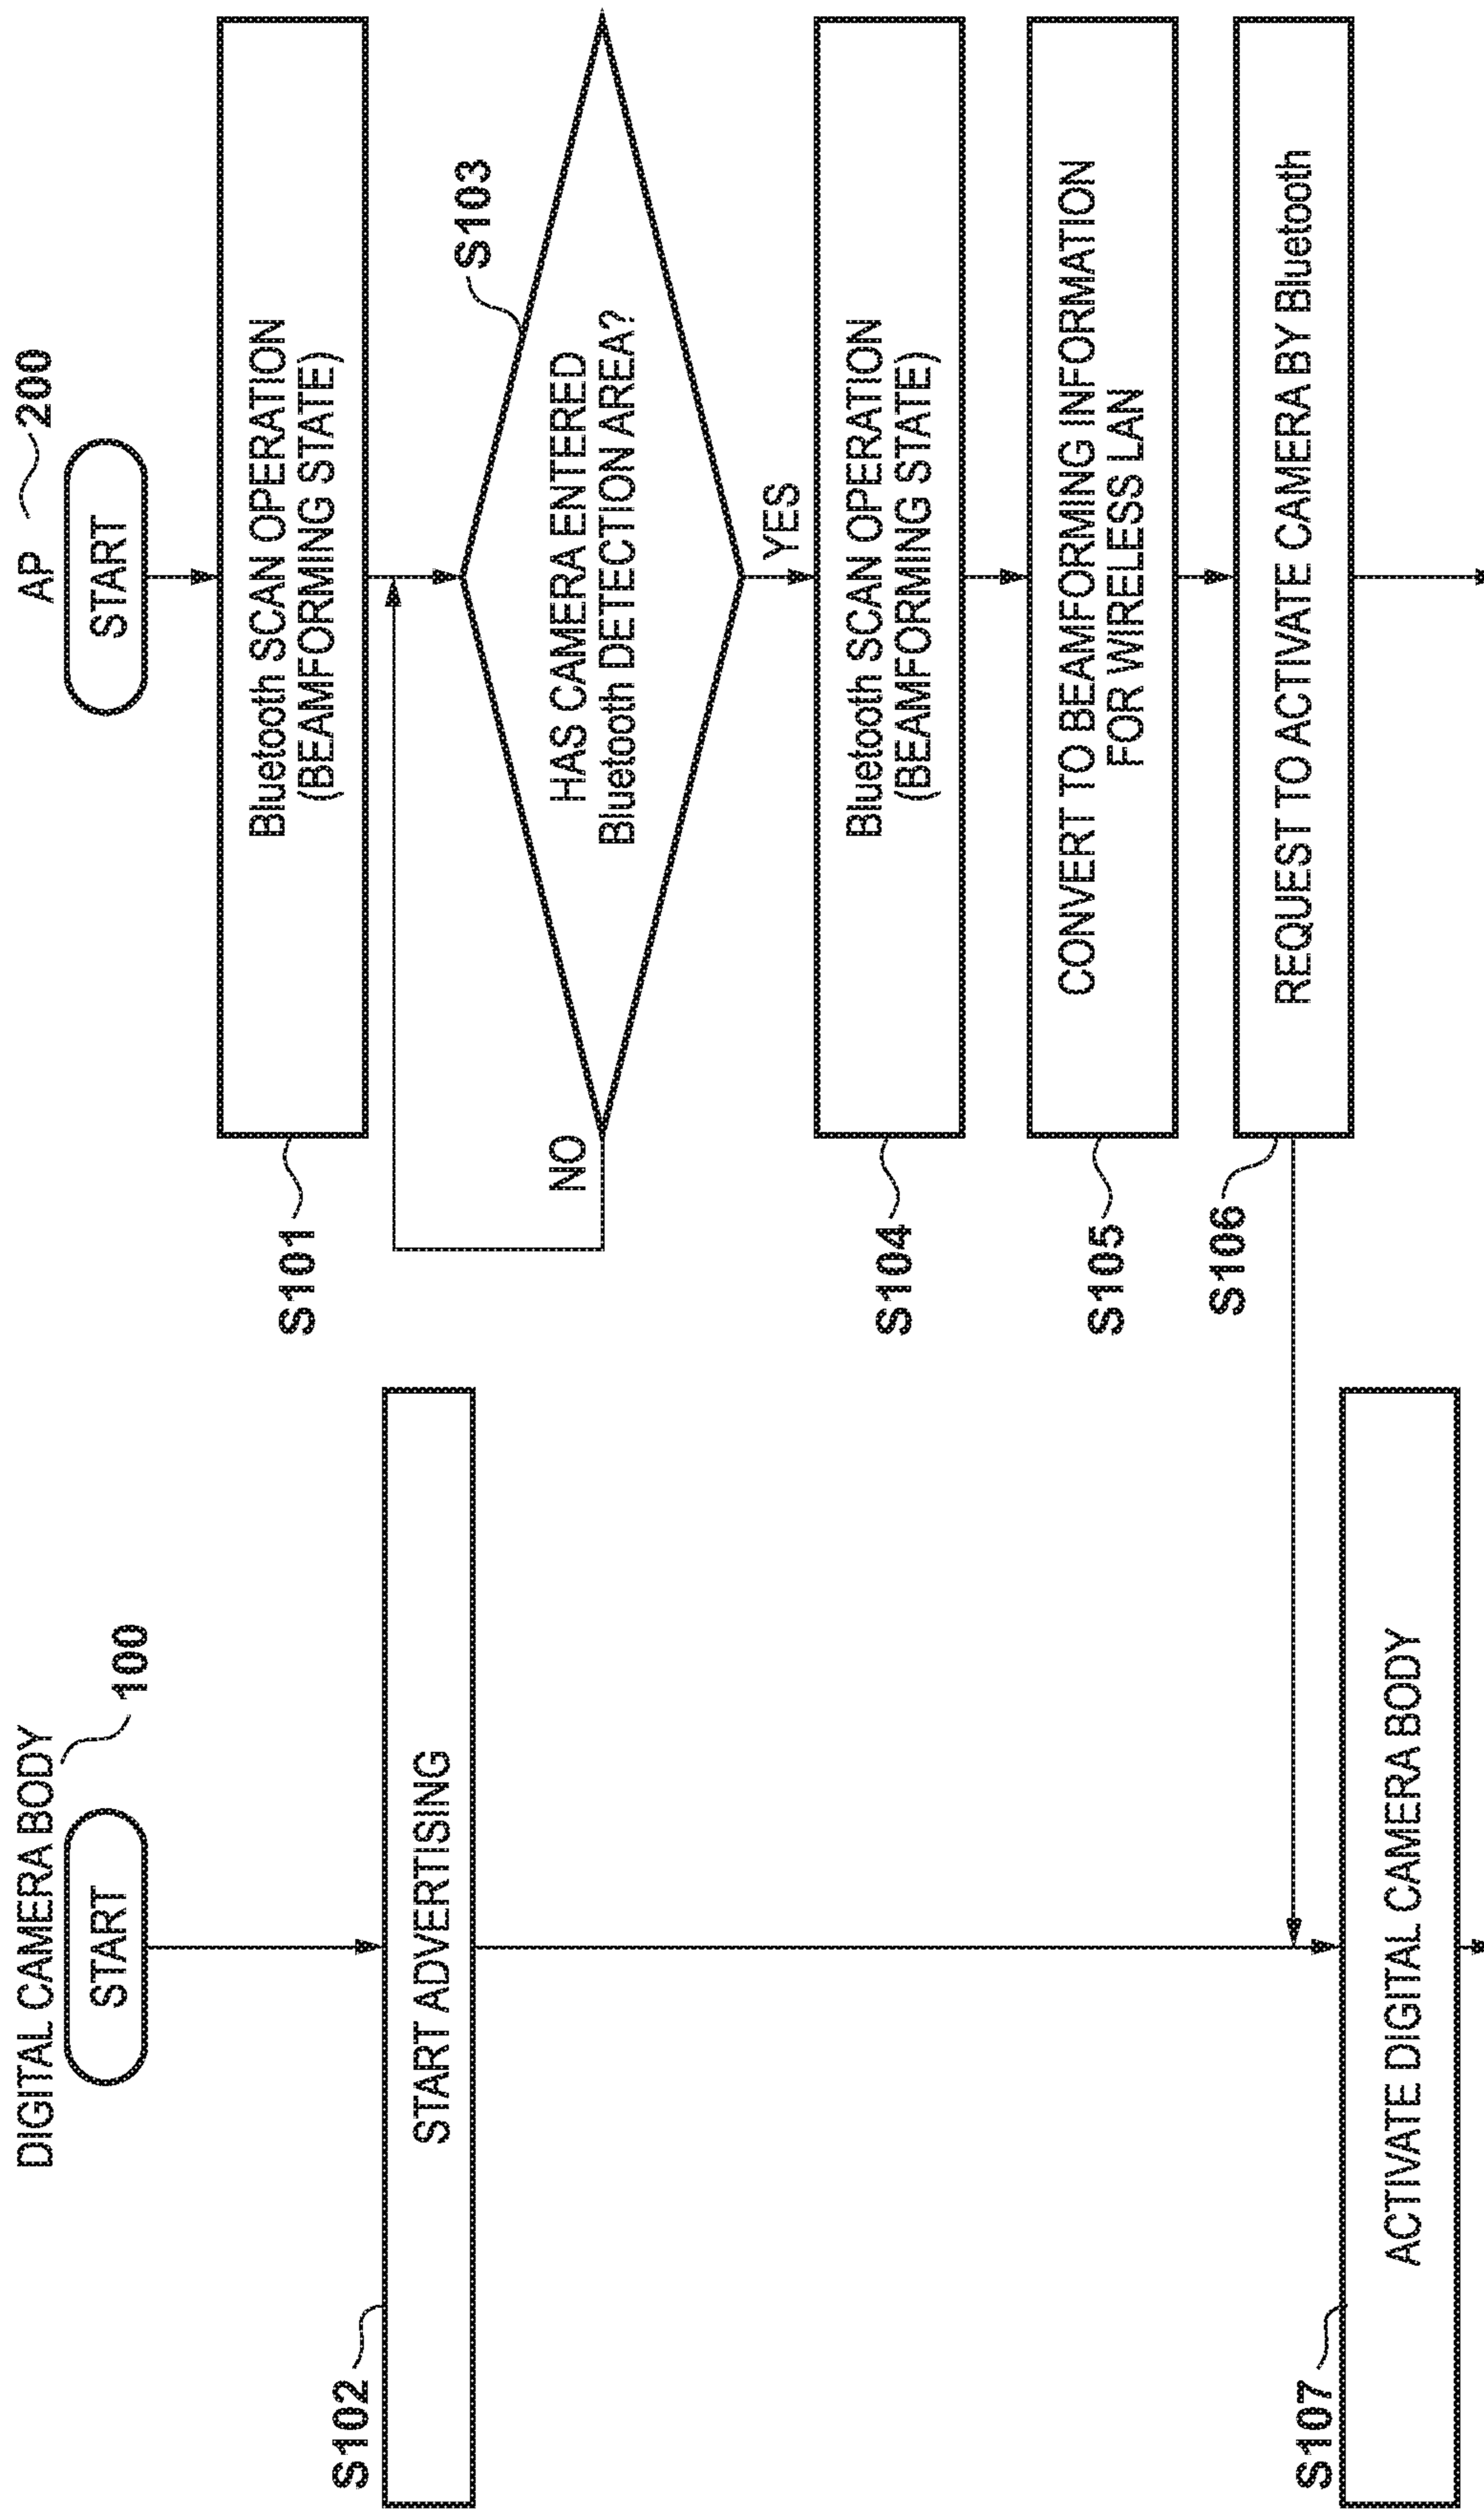 DIGITAL CAMERA BODY
100
START
S102
START ADVERTISING
S107
ACTIVATE DIGITAL CAMERA BODY
AP
200
START
S101
Bluetooth SCAN OPERATION
(BEAMFORMING STATE)
S103
HAS CAMERA ENTERED
Bluetooth DETECTION AREA?
NO
YES
S104
Bluetooth SCAN OPERATION
(BEAMFORMING STATE)
S105
CONVERT TO BEAMFORMING INFORMATION
FOR WIRELESS LAN
S106
REQUEST TO ACTIVATE CAMERA BY Bluetooth